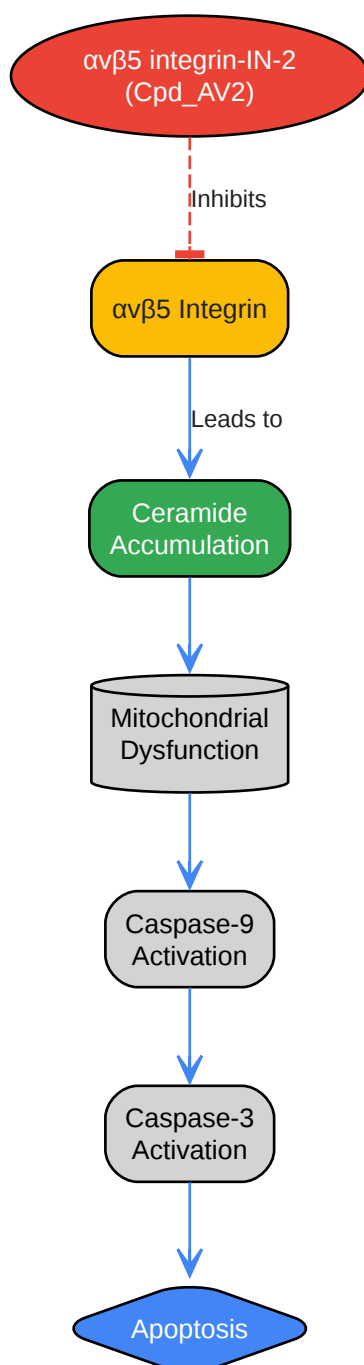 αvβ5 integrin-IN-2
(Cpd_AV2)
Inhibits
αvβ5 Integrin
Leads to
Ceramide
Accumulation
Mitochondrial
Dysfunction
Caspase-9
Activation
Caspase-3
Activation
Apoptosis